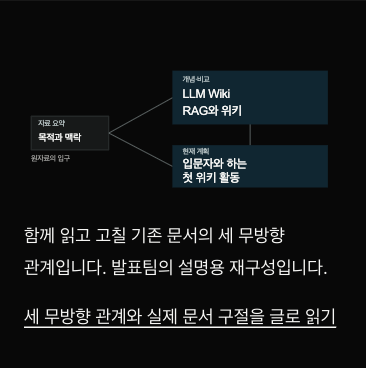 개념·비교
LLM Wiki
RAG와 위키
자료 요약
목적과 맥락
원자료의 입구
현재 계획
입문자와 하는
첫 위키 활동
함께 읽고 고칠 기존 문서의 세 무방향
관계입니다. 발표팀의 설명용 재구성입니다.
세 무방향 관계와 실제 문서 구절을 글로 읽기